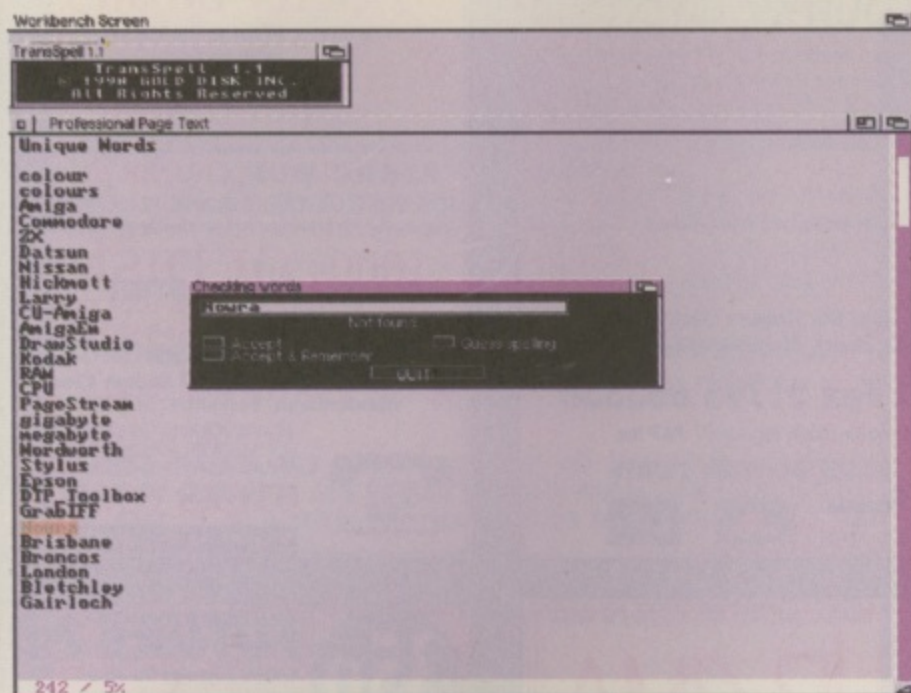 Workbench Screen
TransSpell 1.1
TransSpell 1.1
© 1990 GOLD DISK INC.
All Rights Reserved
Professional Page Text
Unique Words
colour
colours
Amiga
Commodore
2X
Datsun
Nissan
Hickmott
Larry
CU-Amiga
AmigaEm
DrawStudio
Kodak
RAM
CPU
PageStream
gigabyte
megabyte
Wordworth
Stylus
Epson
DTP_Toolbox
GrabIFF
Howra
Brisbane
Broncos
London
Bletchley
Gairloch
Checking words
Howra
Not found
Accept
Guess spelling
Accept & Remember
QUIT
242 / 5%